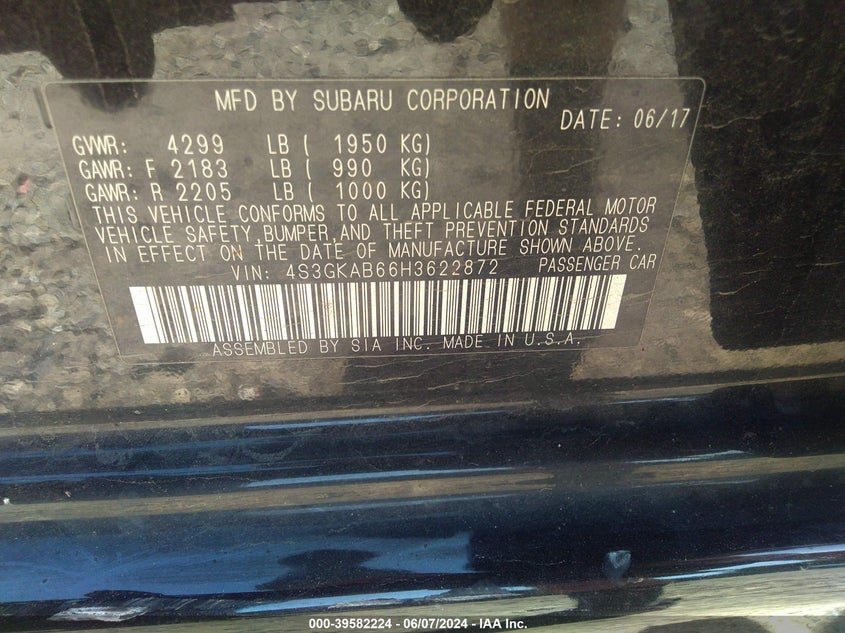 MFD BY SUBARU CORPORATION
DATE: 06/17
GVWR: 4299 LB ( 1950 KG)
GAWR: F 2183 LB ( 990 KG)
GAWR: R 2205 LB ( 1000 KG)
THIS VEHICLE CONFORMS TO ALL APPLICABLE FEDERAL MOTOR
VEHICLE SAFETY,BUMPER,AND THEFT PREVENTION STANDARDS
IN EFFECT ON THE DATE OF MANUFACTURE SHOWN ABOVE.
VIN: 4S3GKAB66H3622872 PASSENGER CAR
ASSEMBLED BY SIA INC. MADE IN U.S.A.
000-39582224 - 06/07/2024 - IAA Inc.